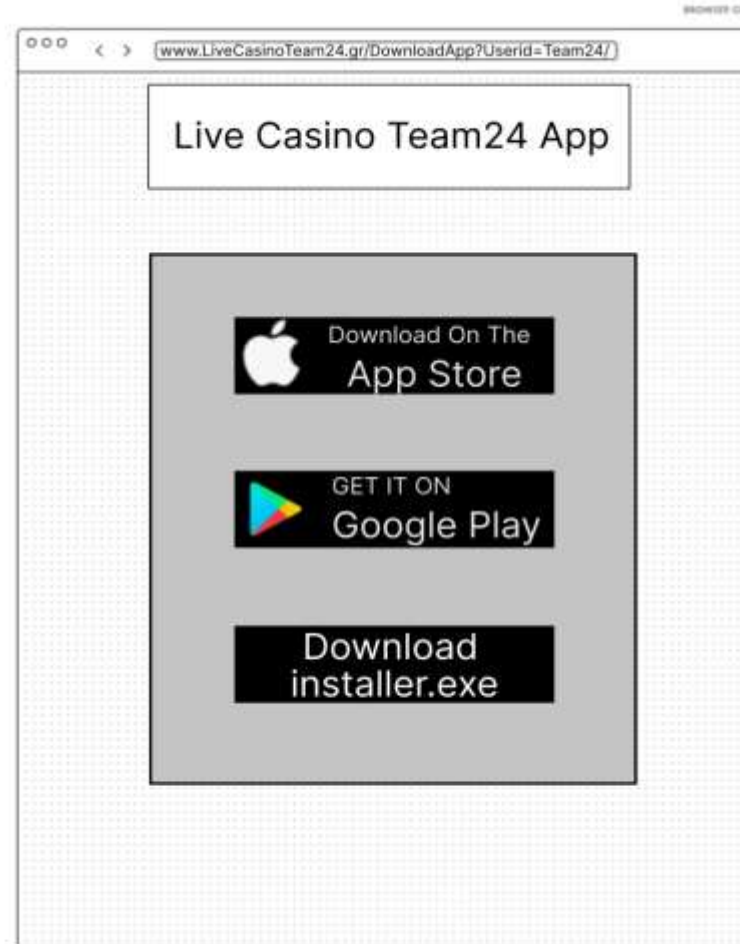 BROWSER
www.LiveCasinoTeam24.gr/DownloadApp?Userid=Team24/
Live Casino Team24 App
Download On The
App Store
GET IT ON
Google Play
Download
installer.exe